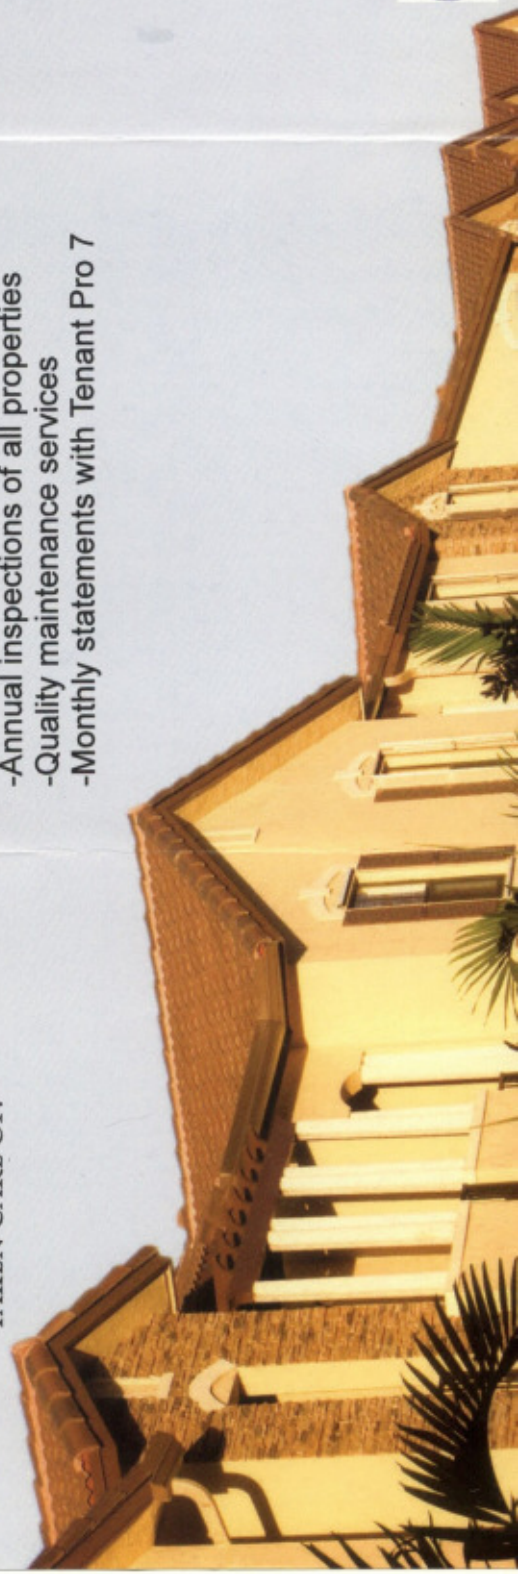 -Annual inspections of all properties
-Quality maintenance services
-Monthly statements with Tenant Pro 7